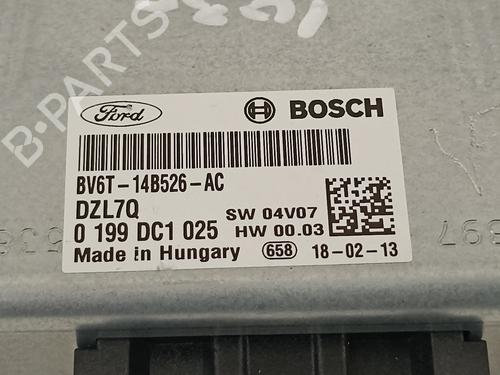 Ford BOSCH
BV6T-14B526-AC
DZL7Q
SW 04V07
0 199 DC1 025 HW 00.03
Made in Hungary 658 18-02-13
B-PARTS